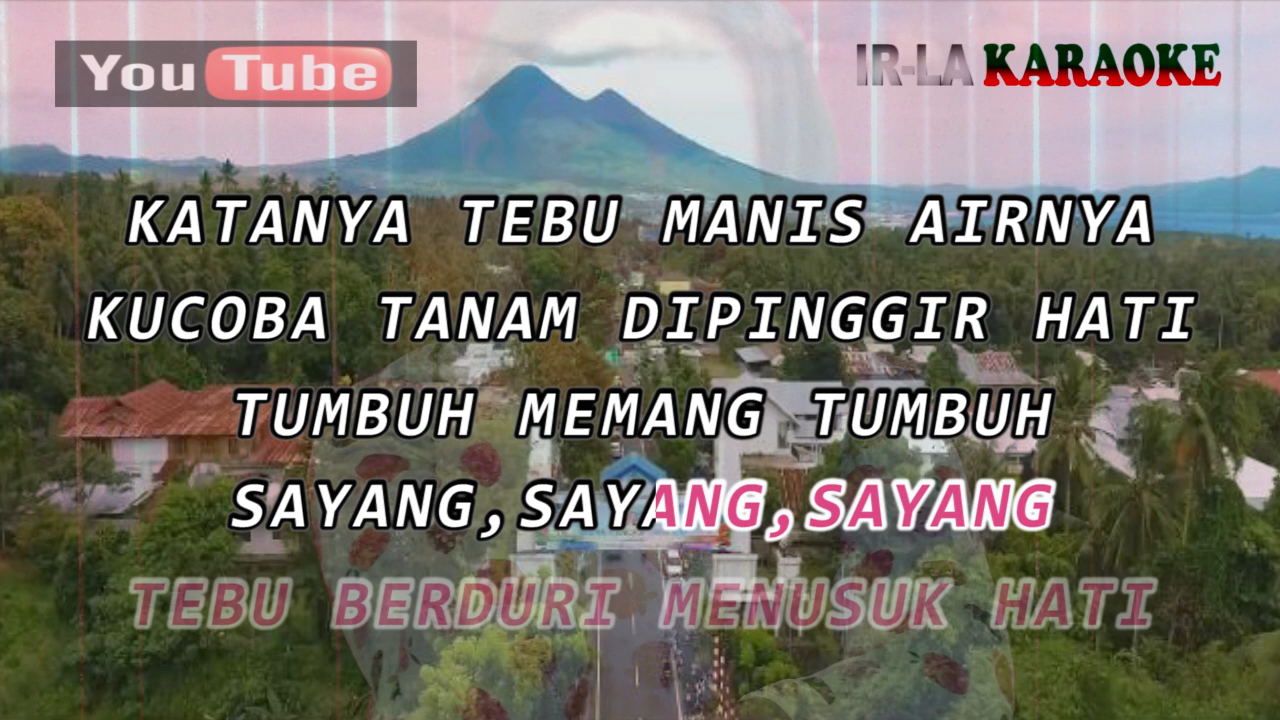 YouTube
IR-LA KARAOKE
KATANYA TEBU MANIS AIRNYA
KUCOBA TANAM DIPINGGIR HATI
TUMBUH MEMANG TUMBUH
SAYANG,SAYANG,SAYANG
TEBU BERDURI MENUSUK HATI